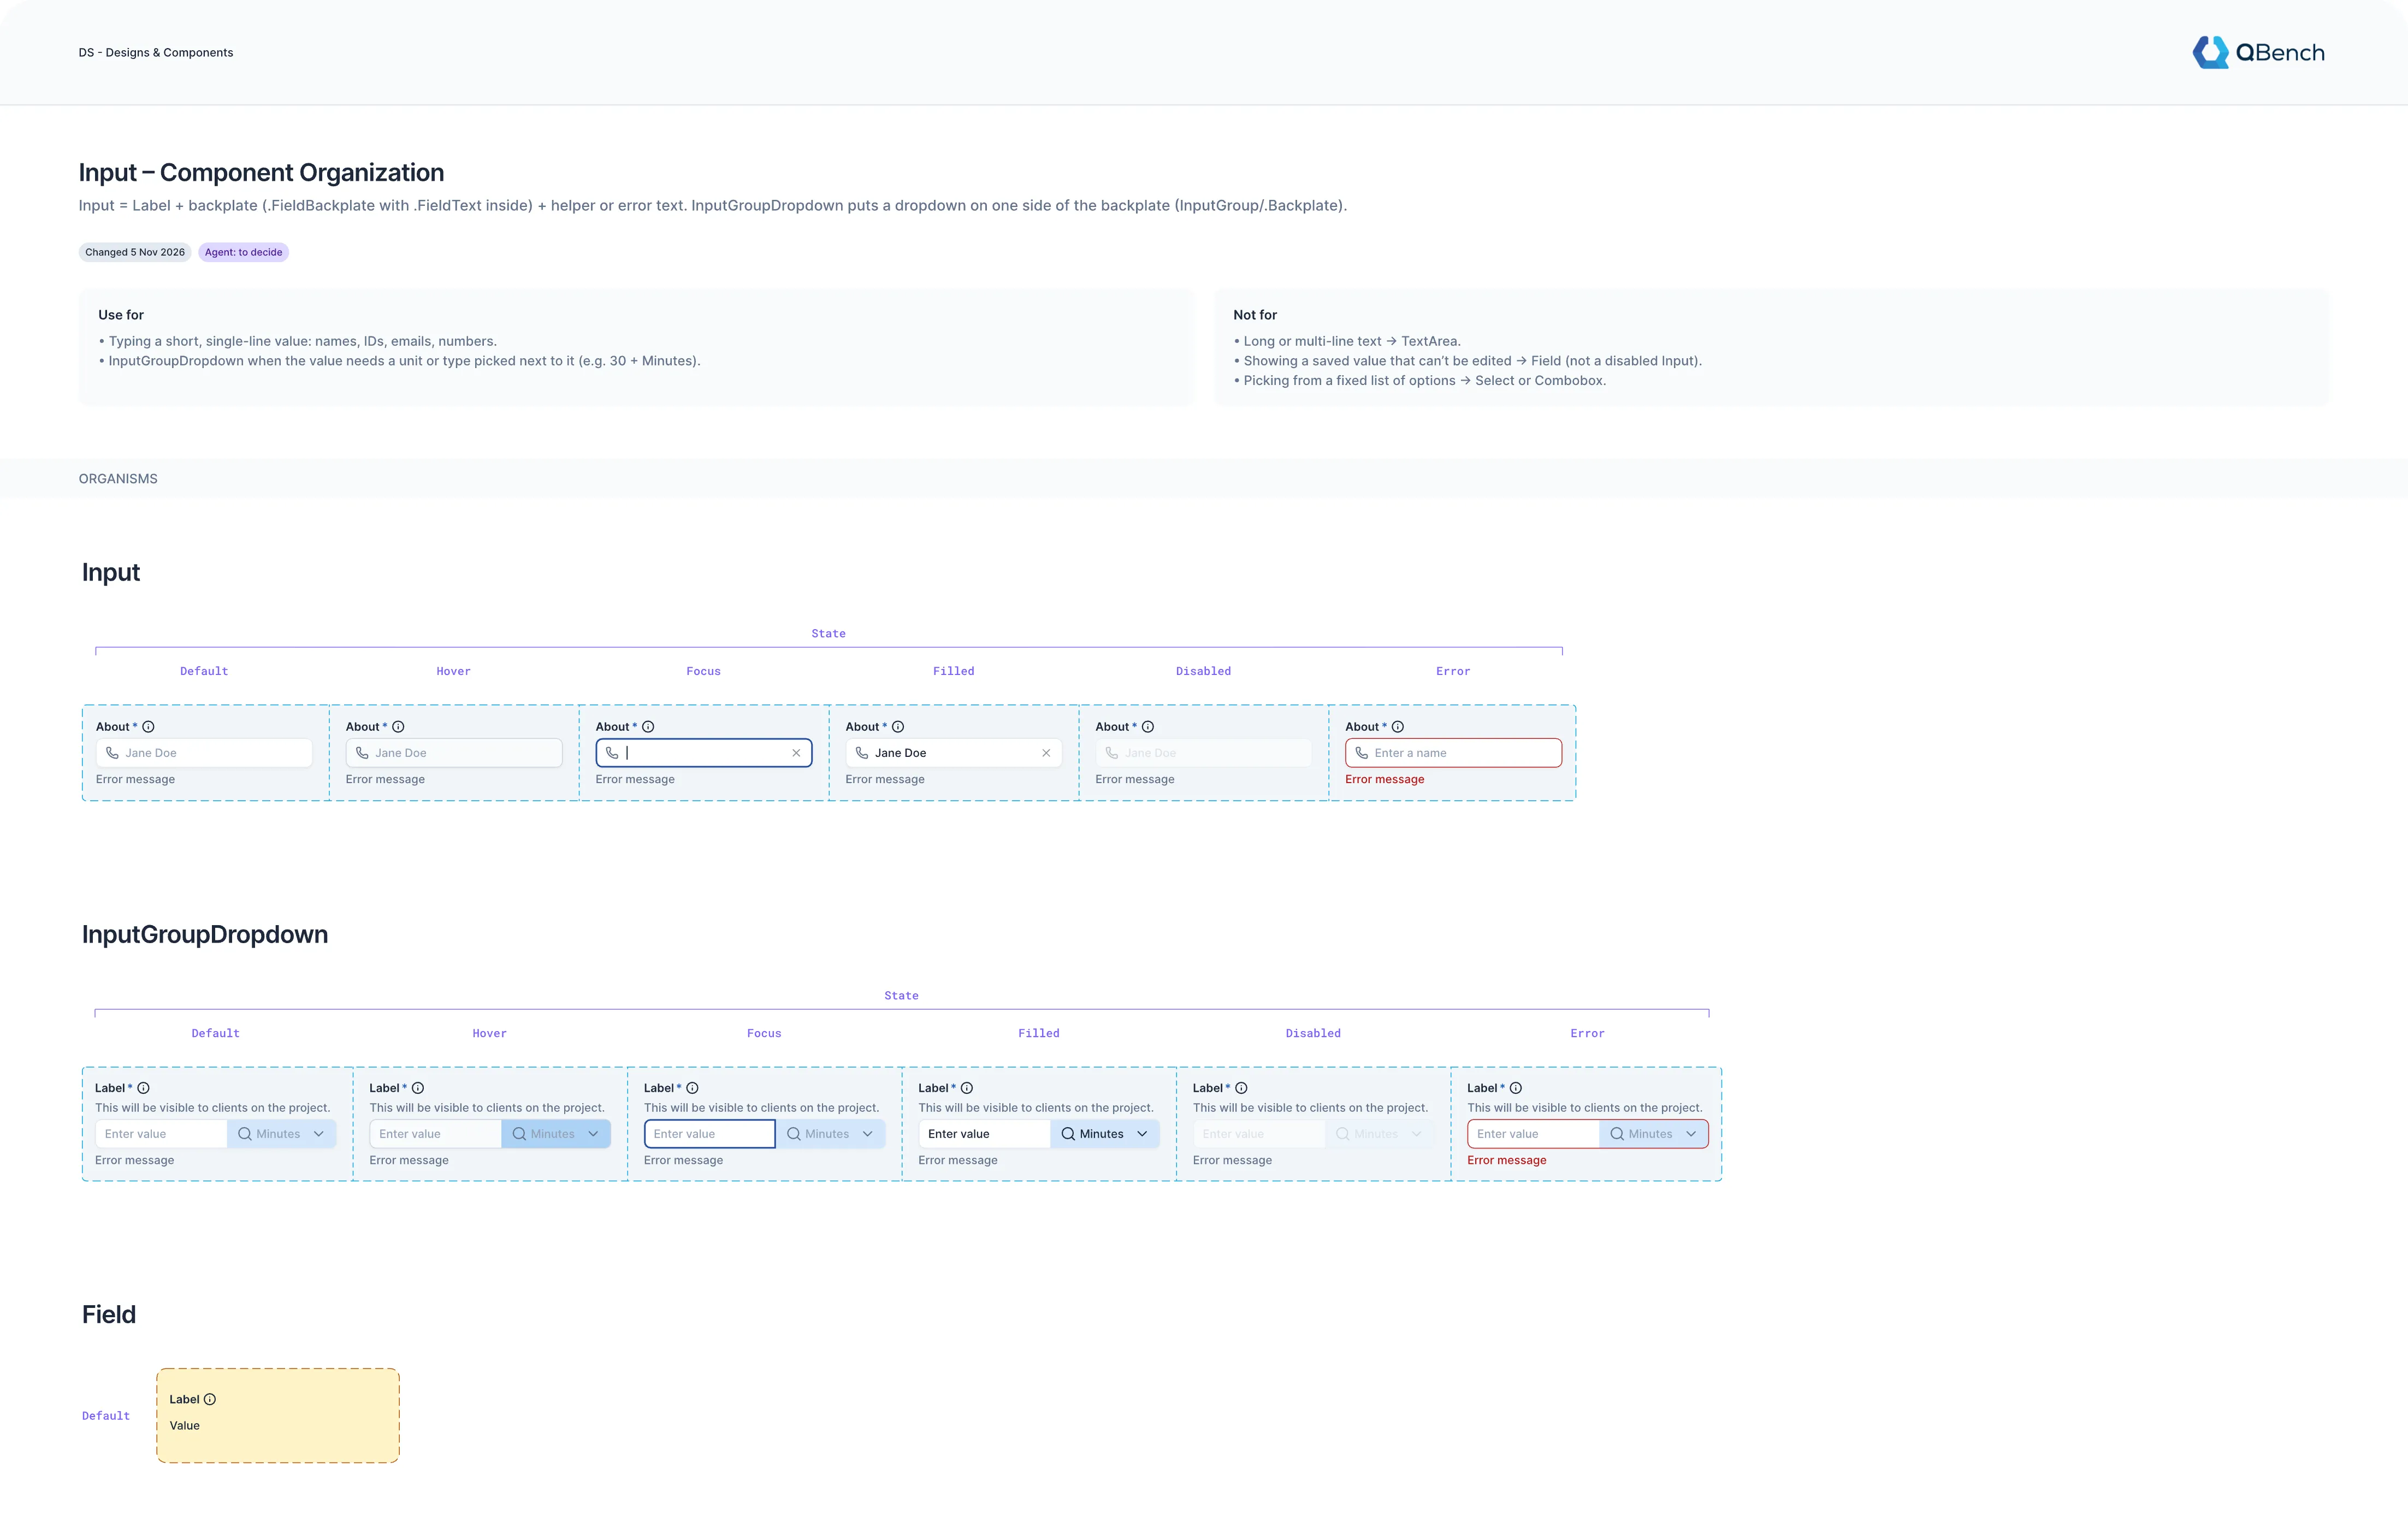 DS - Designs & Components
QBench
Input – Component Organization
Input = Label + backplate (.FieldBackplate with .FieldText inside) + helper or error text. InputGroupDropdown puts a dropdown on one side of the backplate (InputGroup/.Backplate).
Changed 5 Nov 2026 Agent: to decide
Use for
• Typing a short, single-line value: names, IDs, emails, numbers.
• InputGroupDropdown when the value needs a unit or type picked next to it (e.g. 30 + Minutes).
Not for
• Long or multi-line text → TextArea.
• Showing a saved value that can't be edited → Field (not a disabled Input).
• Picking from a fixed list of options → Select or Combobox.
ORGANISMS
Input
State
Default Hover Focus Filled Disabled Error
About * About * About * About * About * About *
Jane Doe Jane Doe Jane Doe Jane Doe Enter a name
Error message Error message Error message Error message Error message Error message
InputGroupDropdown
State
Default Hover Focus Filled Disabled Error
Label * Label * Label * Label * Label * Label *
This will be visible to clients on the project. This will be visible to clients on the project. This will be visible to clients on the project. This will be visible to clients on the project. This will be visible to clients on the project. This will be visible to clients on the project.
Enter value Minutes Enter value Minutes Enter value Minutes Enter value Minutes Enter value Minutes Enter value Minutes
Error message Error message Error message Error message Error message Error message
Field
Default
Label
Value